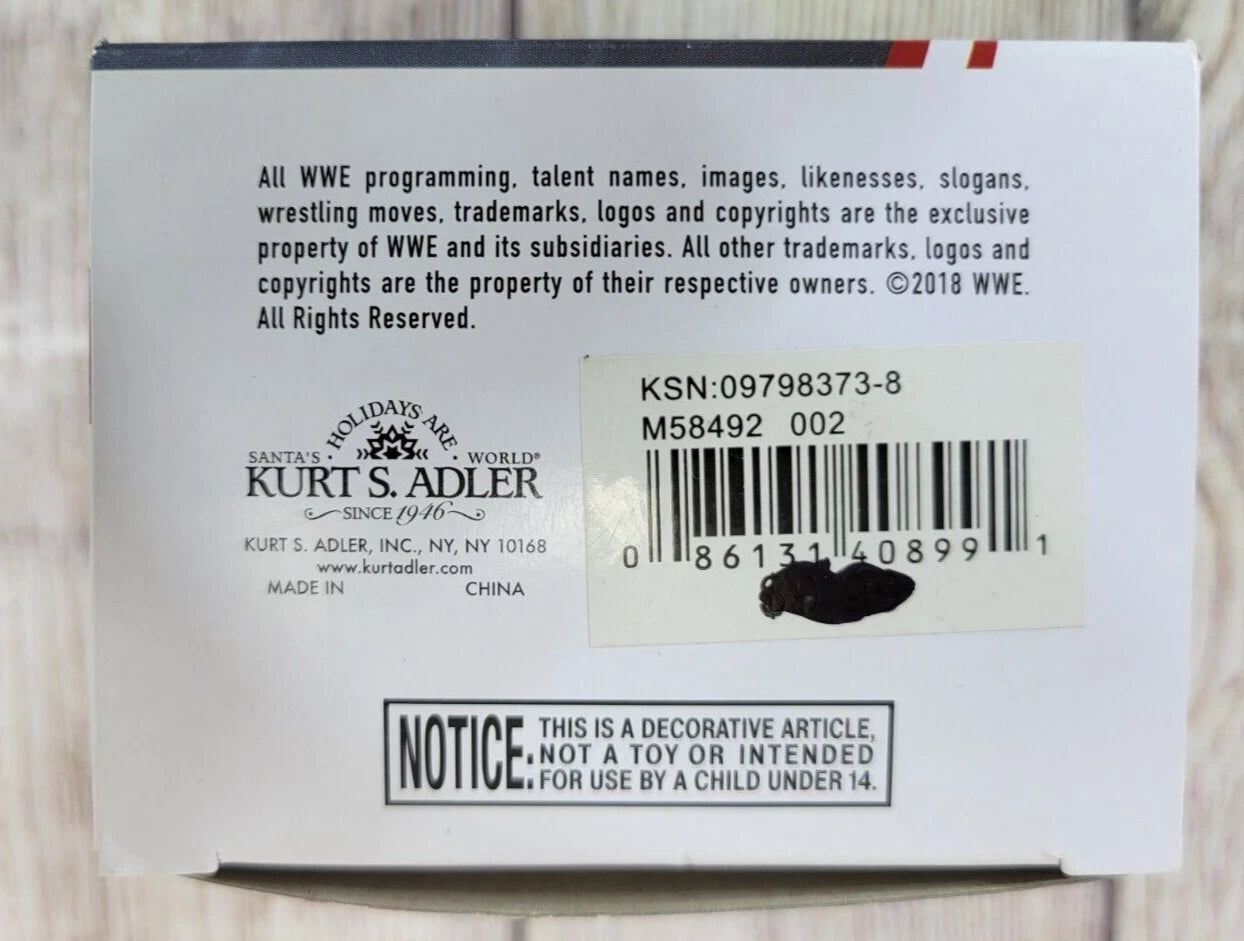 All WWE programming, talent names, images, likenesses, slogans,
wrestling moves, trademarks, logos and copyrights are the exclusive
property of WWE and its subsidiaries. All other trademarks, logos and
copyrights are the property of their respective owners. ©2018 WWE.
All Rights Reserved.
HOLIDAYS ARE
SANTA'S · WORLD®
KURT S. ADLER
SINCE 1946
KURT S. ADLER, INC., NY, NY 10168
www.kurtadler.com
MADE IN CHINA
KSN:09798373-8
M58492 002
0 86131 40899 1
NOTICE: THIS IS A DECORATIVE ARTICLE,
NOT A TOY OR INTENDED
FOR USE BY A CHILD UNDER 14.